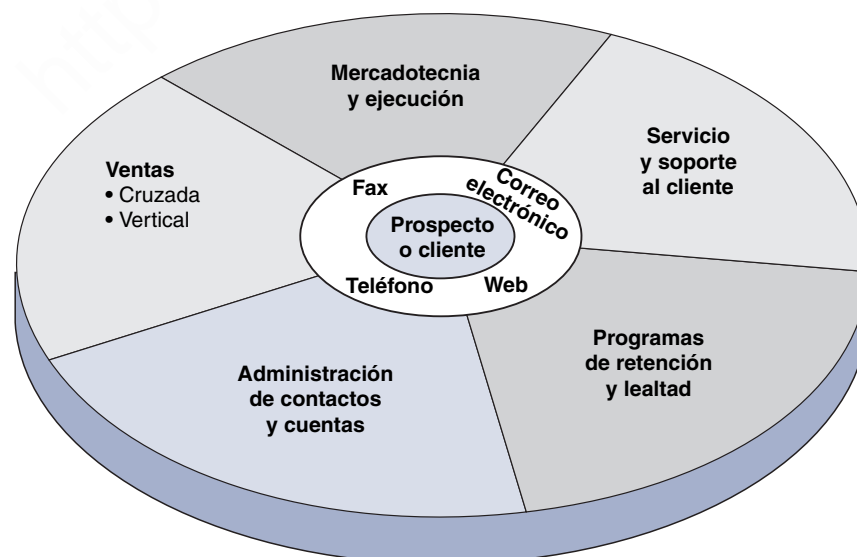 http
Mercadotecnia
y ejecución
Servicio
y soporte
al cliente
Ventas
• Cruzada
• Vertical
Fax
Correo
electrónico
Prospecto
o cliente
Teléfono
Web
Programas
de retención
y lealtad
Administración
de contactos
y cuentas